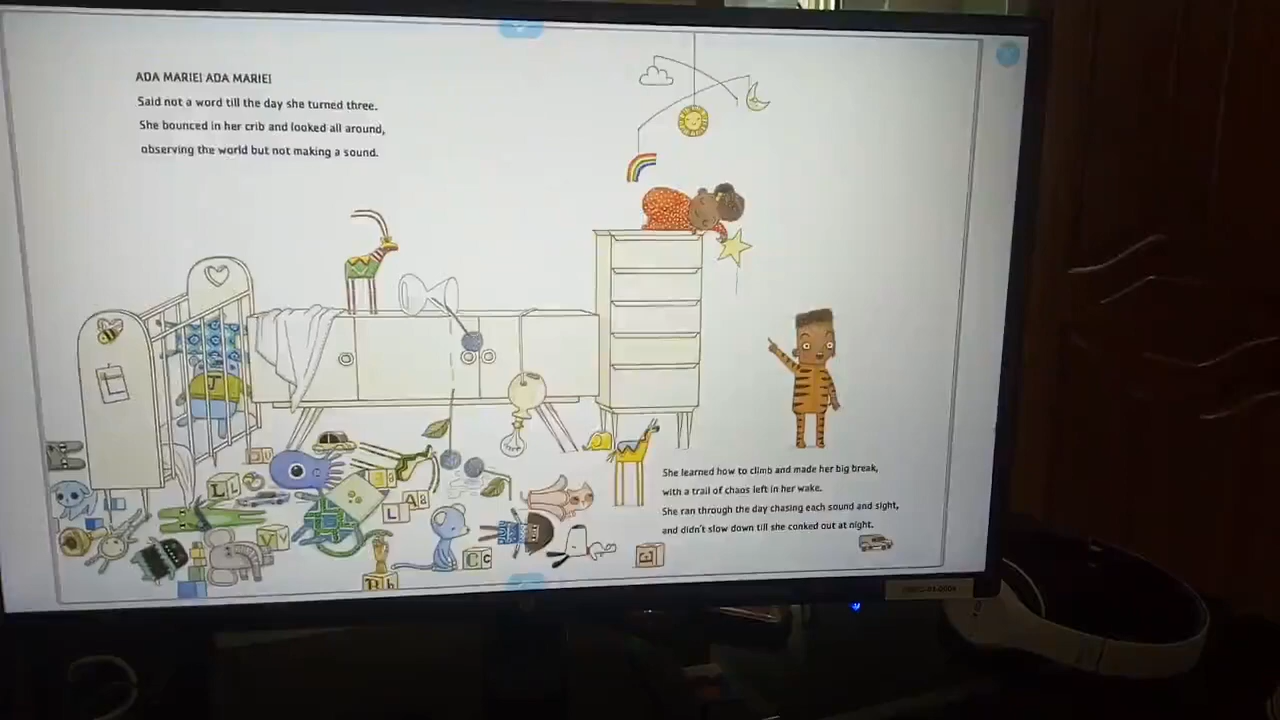 ADA MARIE! ADA MARIE!
Said not a word till the day she turned three.
She bounced in her crib and looked all around,
observing the world but not making a sound.
J
L
V V
A a
L
C c
B b
She learned how to climb and made her big break,
with a trail of chaos left in her wake.
She ran through the day chasing each sound and sight,
and didn't slow down till she conked out at night.